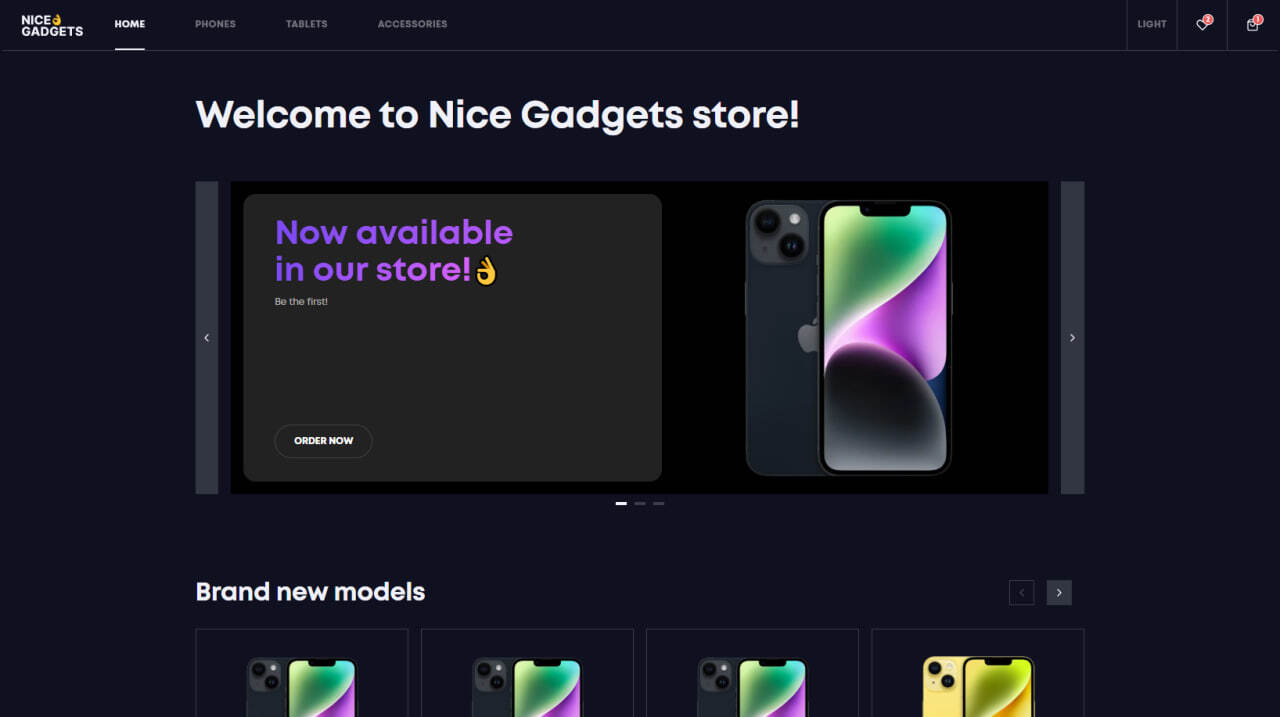 NICE👌
GADGETS
HOME
PHONES
TABLETS
ACCESSORIES
LIGHT
2
1
Welcome to Nice Gadgets store!
Now available
in our store!👌
Be the first!
ORDER NOW
Brand new models